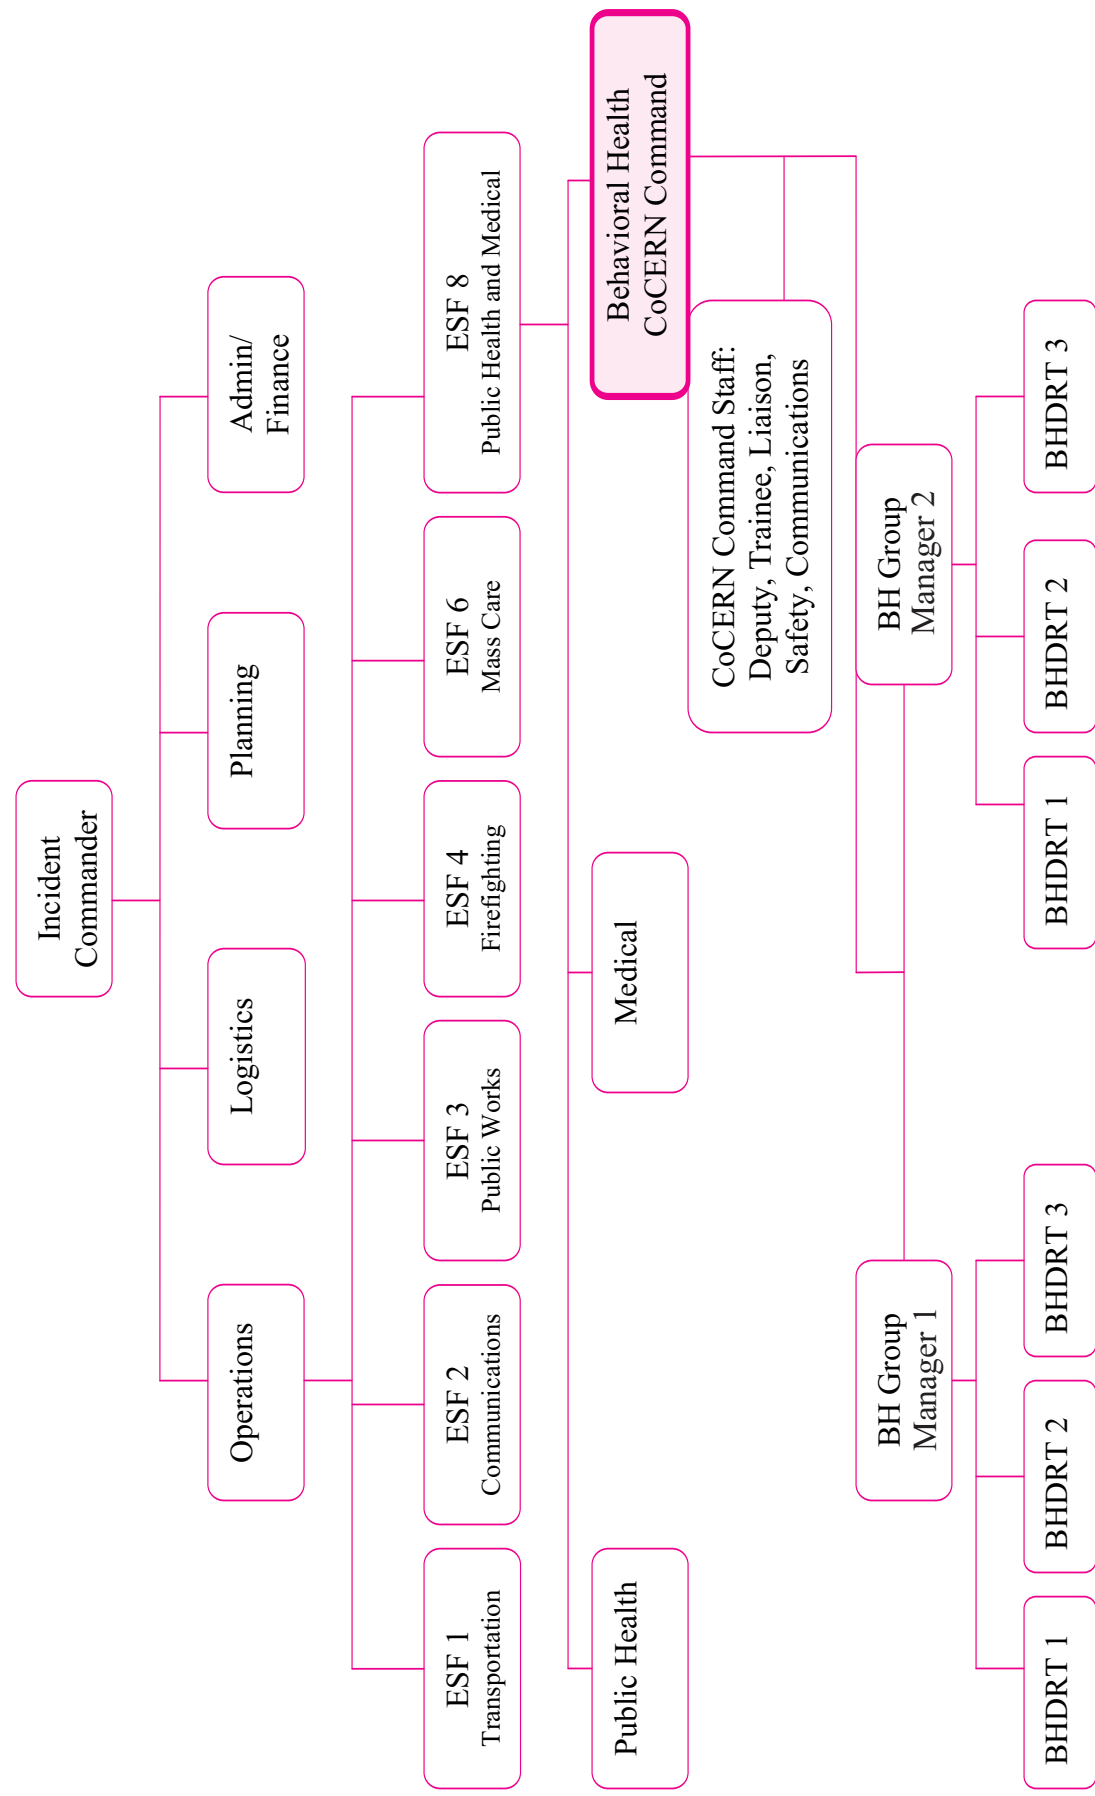 Incident
Commander
Operations
Logistics
Planning
Admin/
Finance
ESF 1
Transportation
ESF 2
Communications
ESF 3
Public Works
ESF 4
Firefighting
ESF 6
Mass Care
ESF 8
Public Health and Medical
Public Health
Medical
Behavioral Health
CoCERN Command
CoCERN Command Staff:
Deputy, Trainee, Liaison,
Safety, Communications
BH Group
Manager 1
BH Group
Manager 2
BHDRT 1
BHDRT 2
BHDRT 3
BHDRT 1
BHDRT 2
BHDRT 3